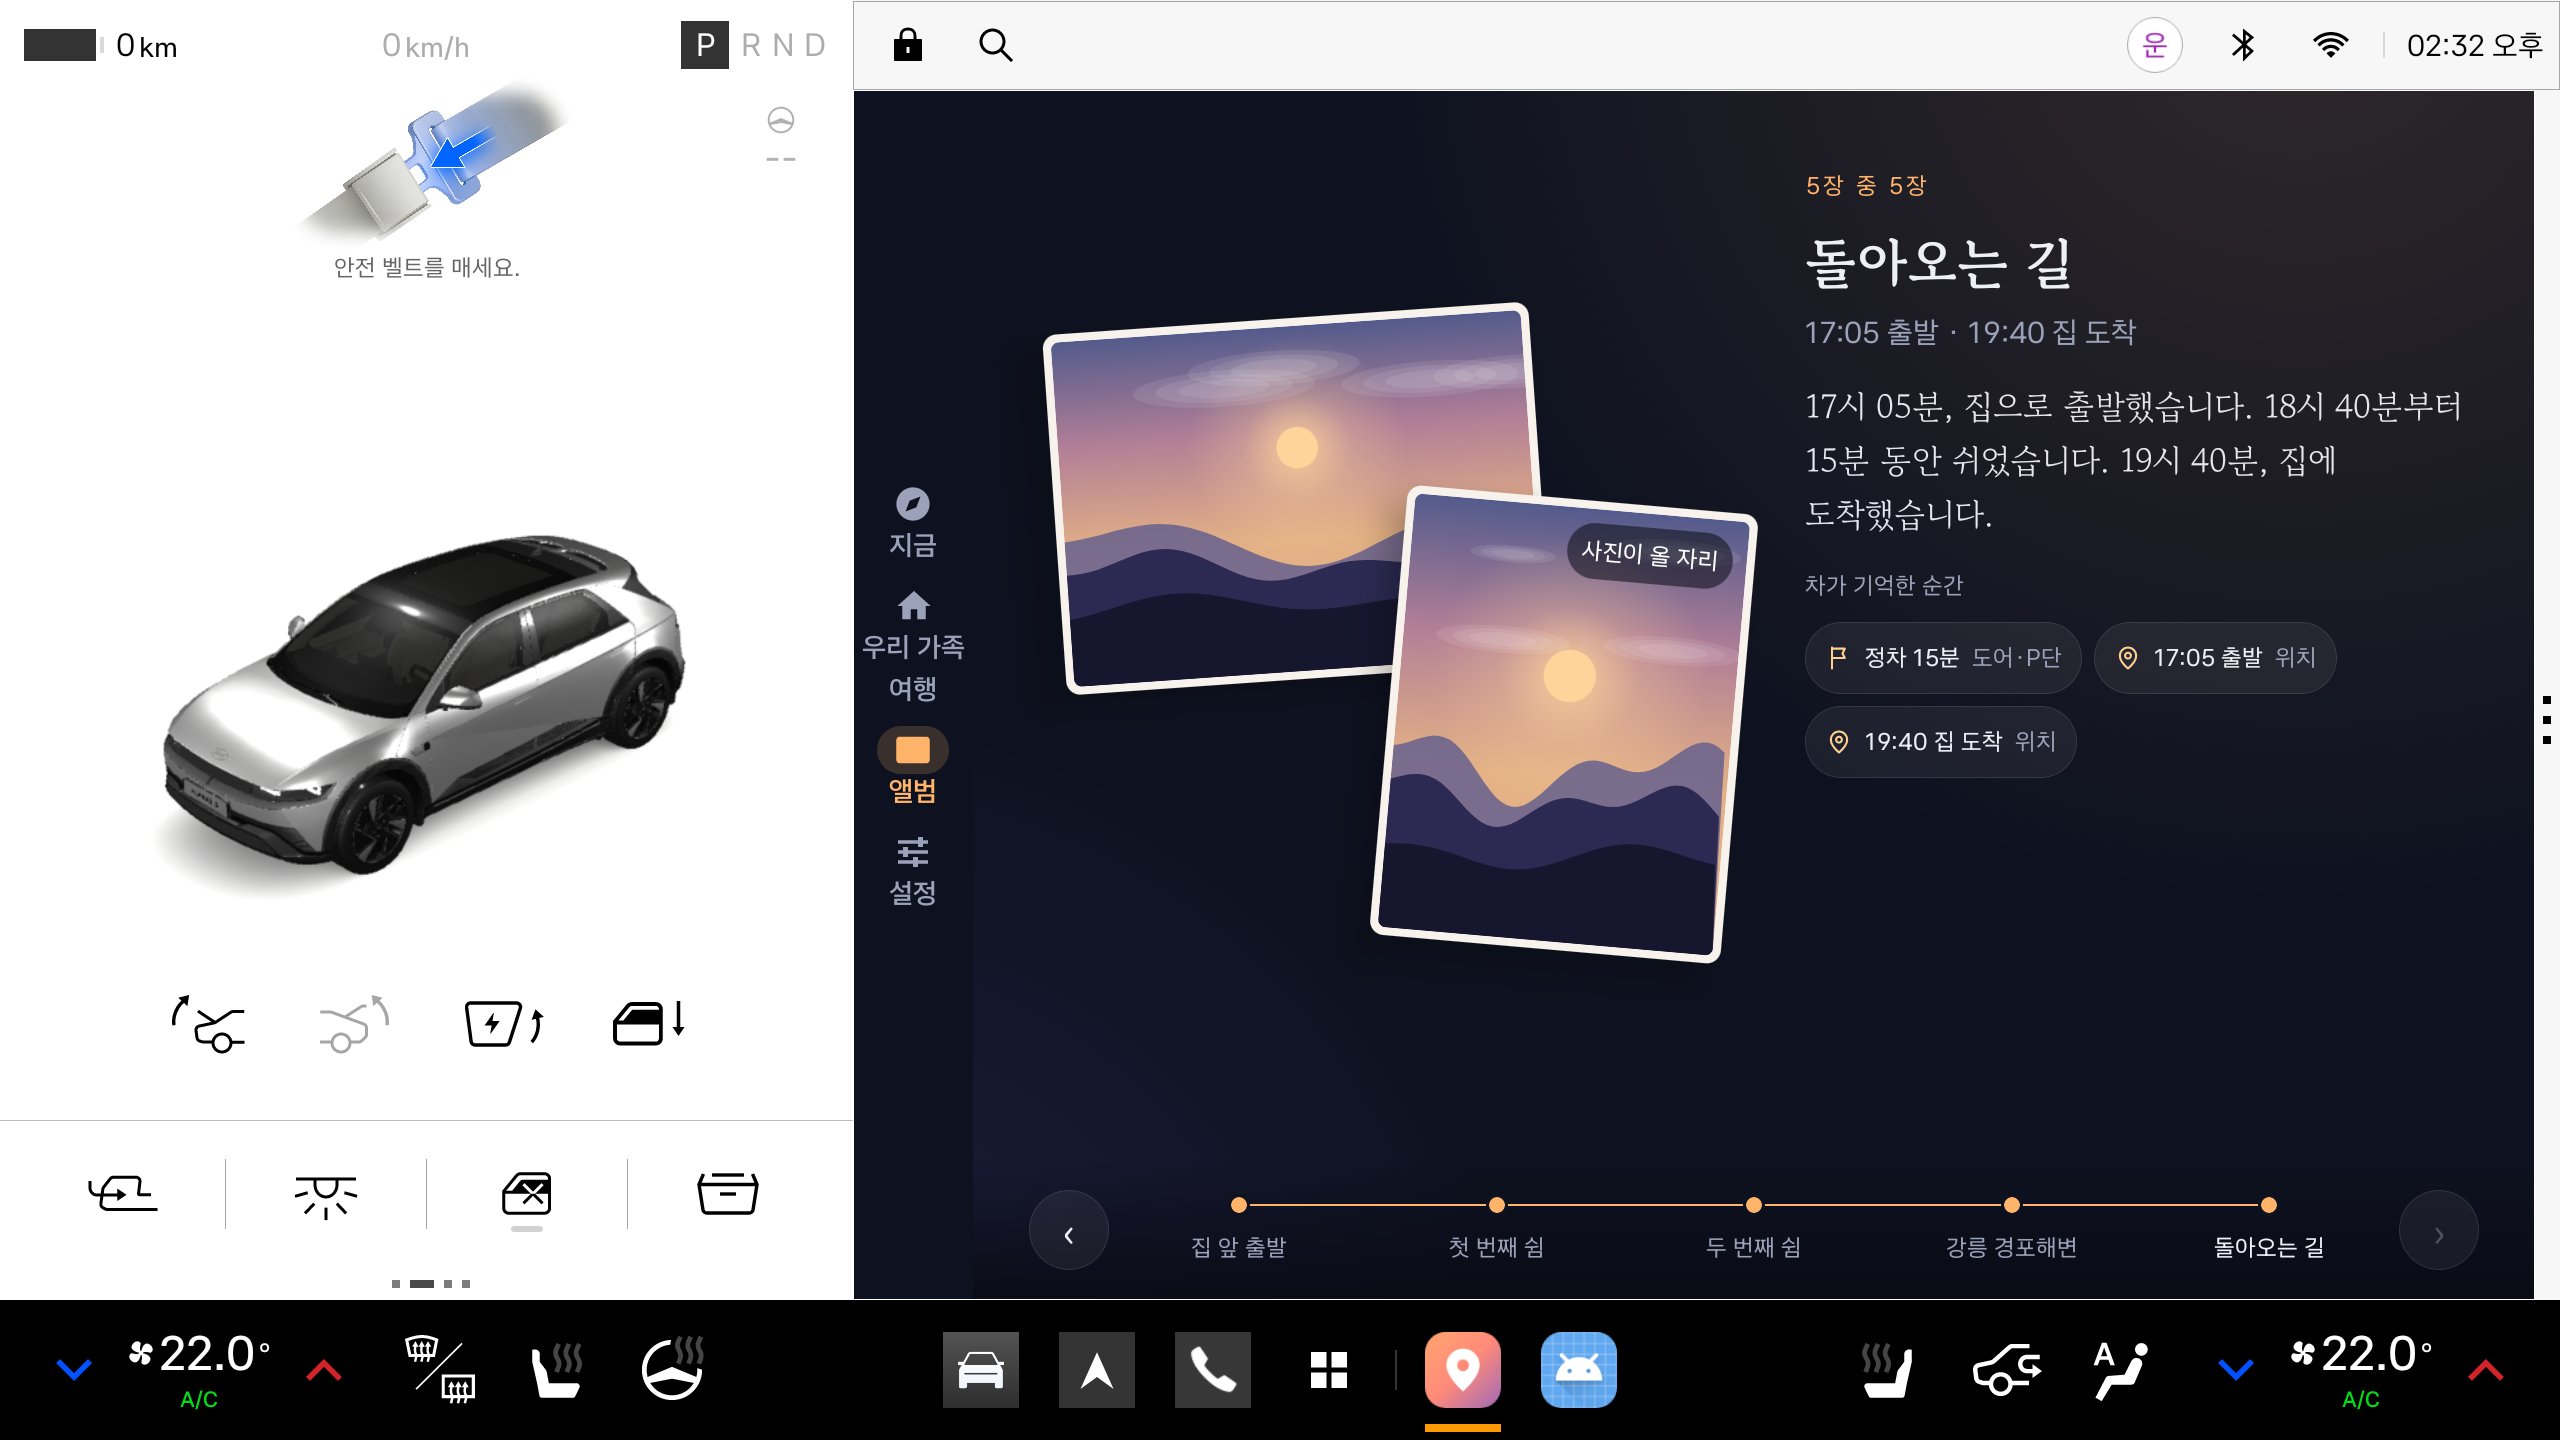 0 km
0 km/h
P R N D
안전 벨트를 매세요.
운
02:32 오후
지금
우리 가족
여행
앨범
설정
사진이 올 자리
5장 중 5장
돌아오는 길
17:05 출발 · 19:40 집 도착
17시 05분, 집으로 출발했습니다. 18시 40분부터
15분 동안 쉬었습니다. 19시 40분, 집에
도착했습니다.
차가 기억한 순간
정차 15분 도어·P단
17:05 출발 위치
19:40 집 도착 위치
집 앞 출발
첫 번째 쉼
두 번째 쉼
강릉 경포해변
돌아오는 길
22.0°
A/C
A
22.0°
A/C